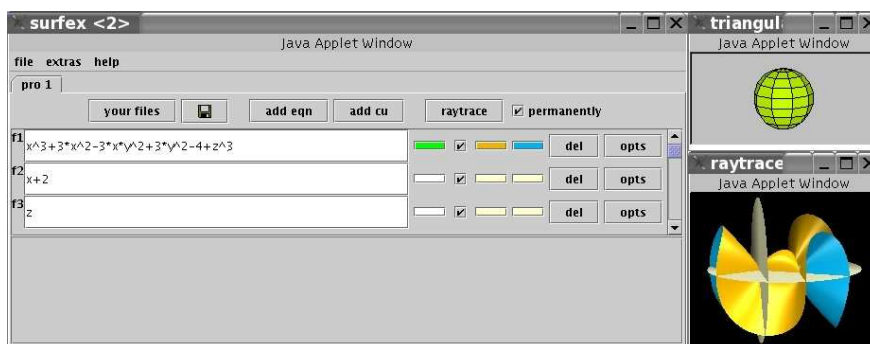 surfex <2>
Java Applet Window
file extras help
pro 1
your files add eqn add cu raytrace permanently
f1 x^3+3*x^2-3*x*y^2+3*y^2-4+z^3 del opts
f2 x+2 del opts
f3 z del opts
triangul
Java Applet Window
raytrace
Java Applet Window